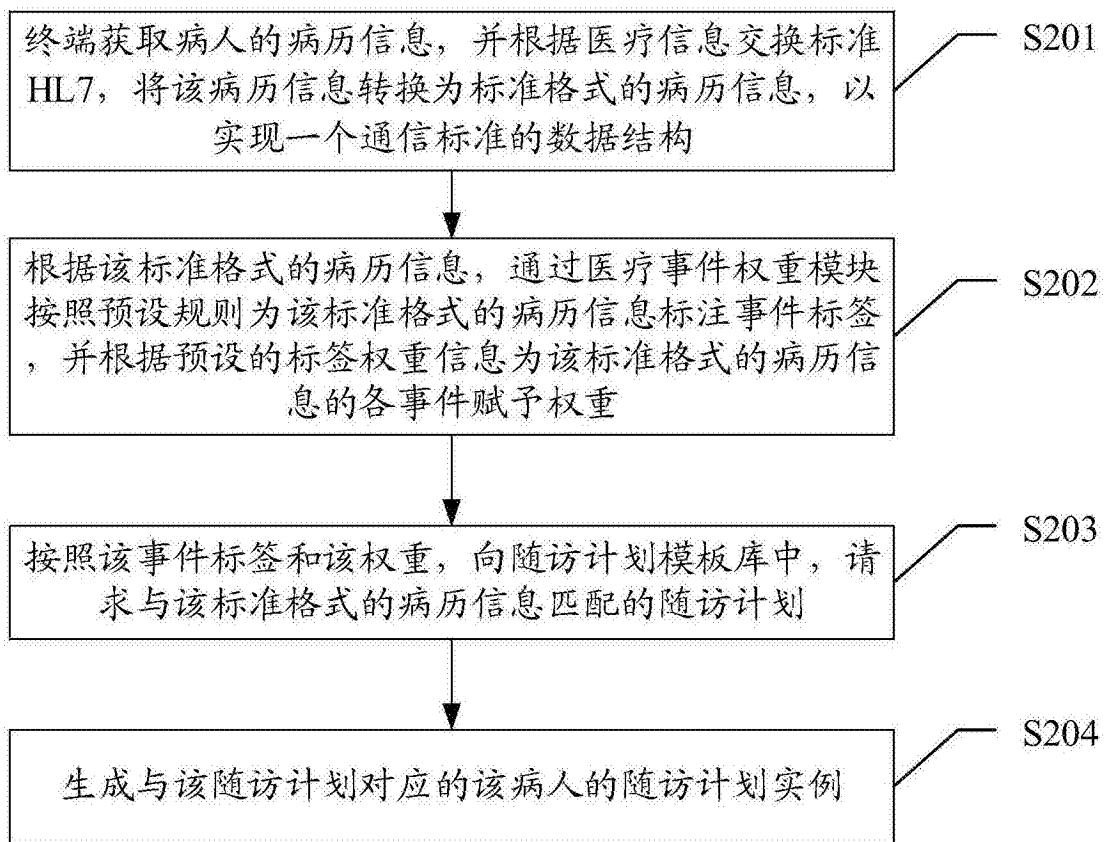 终端获取病人的病历信息，并根据医疗信息交换标准
HL7，将该病历信息转换为标准格式的病历信息，以
实现一个通信标准的数据结构
S201
根据该标准格式的病历信息，通过医疗事件权重模块
按照预设规则为该标准格式的病历信息标注事件标签
，并根据预设的标签权重信息为该标准格式的病历信
息的各事件赋予权重
S202
按照该事件标签和该权重，向随访计划模板库中，请
求与该标准格式的病历信息匹配的随访计划
S203
生成与该随访计划对应的该病人的随访计划实例
S204